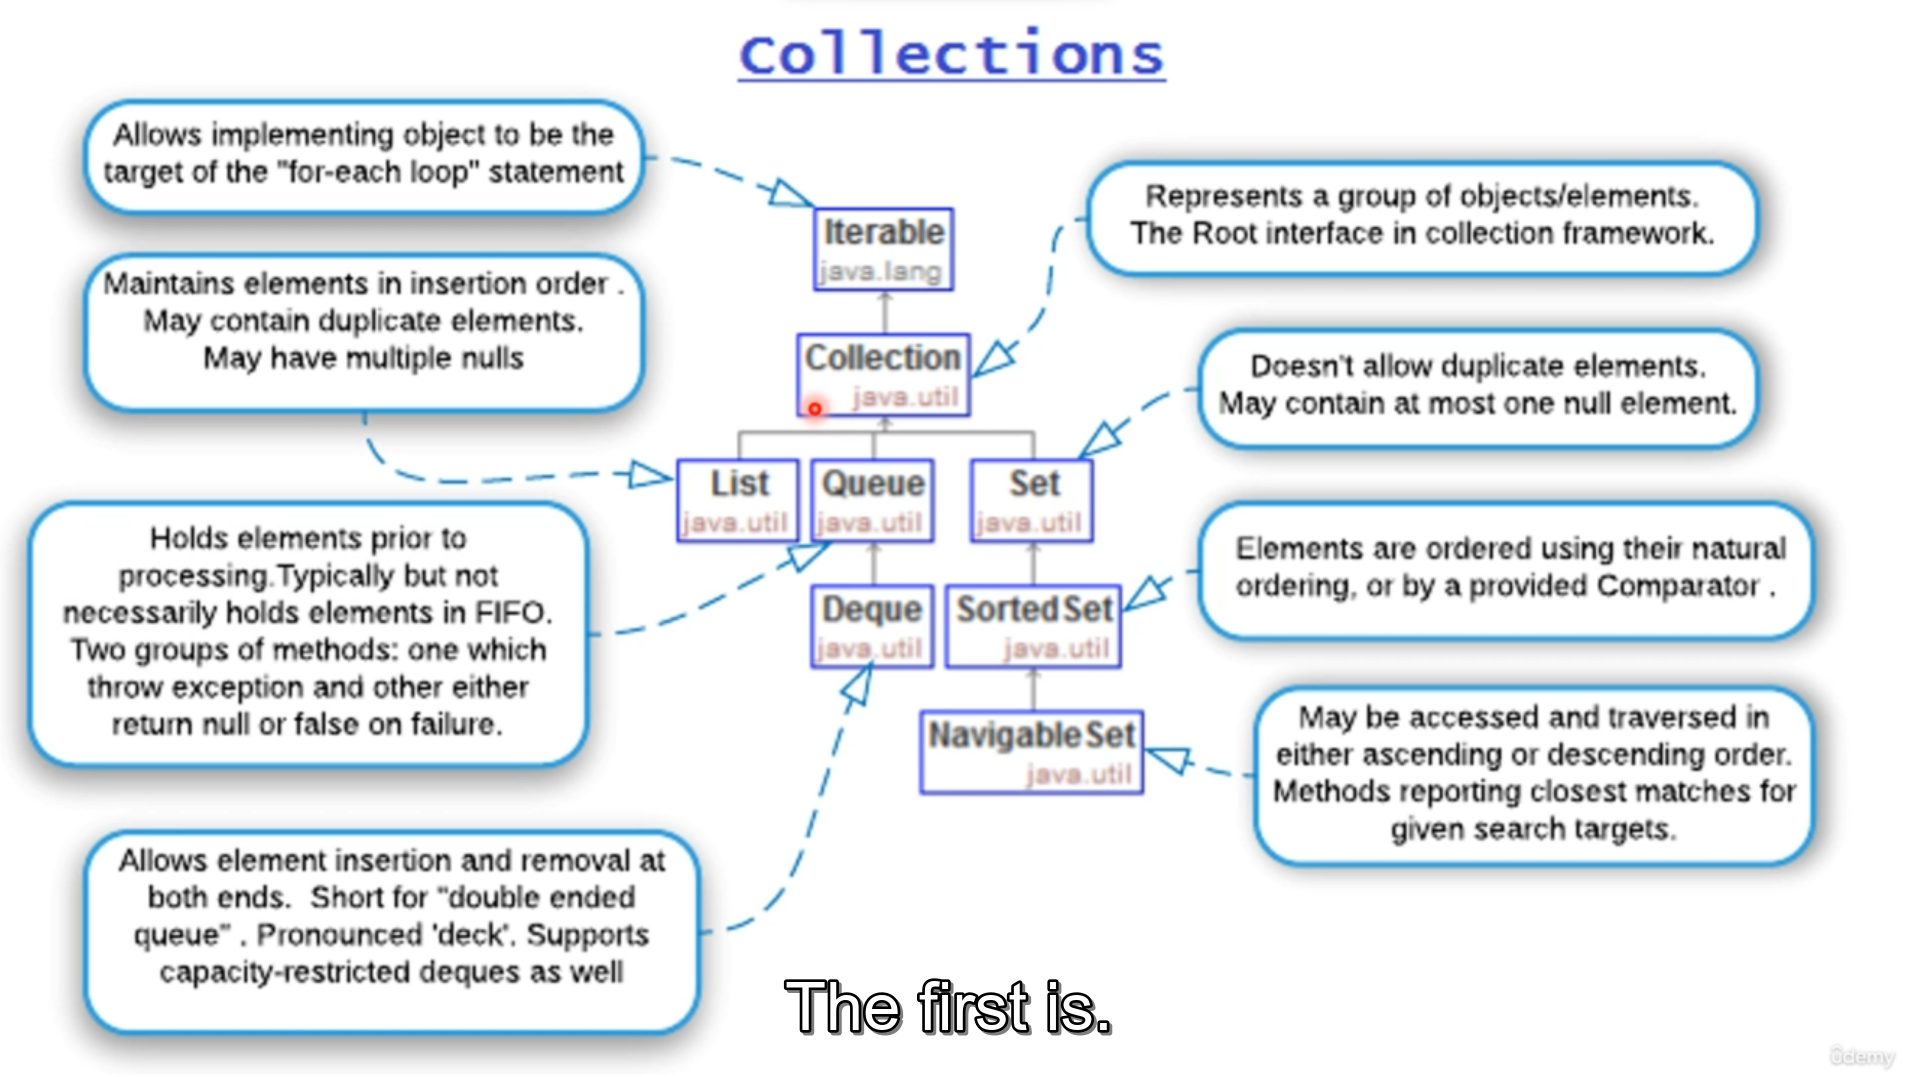 Collections
Allows implementing object to be the
target of the "for-each loop" statement
Represents a group of objects/elements.
The Root interface in collection framework.
Iterable
java.lang
Maintains elements in insertion order .
May contain duplicate elements.
May have multiple nulls
Collection
java.util
Doesn't allow duplicate elements.
May contain at most one null element.
List
java.util
Queue
java.util
Set
java.util
Holds elements prior to
processing.Typically but not
necessarily holds elements in FIFO.
Two groups of methods: one which
throw exception and other either
return null or false on failure.
Elements are ordered using their natural
ordering, or by a provided Comparator .
Deque
java.util
Sorted Set
java.util
Navigable Set
java.util
May be accessed and traversed in
either ascending or descending order.
Methods reporting closest matches for
given search targets.
Allows element insertion and removal at
both ends.  Short for "double ended
queue" . Pronounced 'deck'. Supports
capacity-restricted deques as well
The first is.
ûdemy